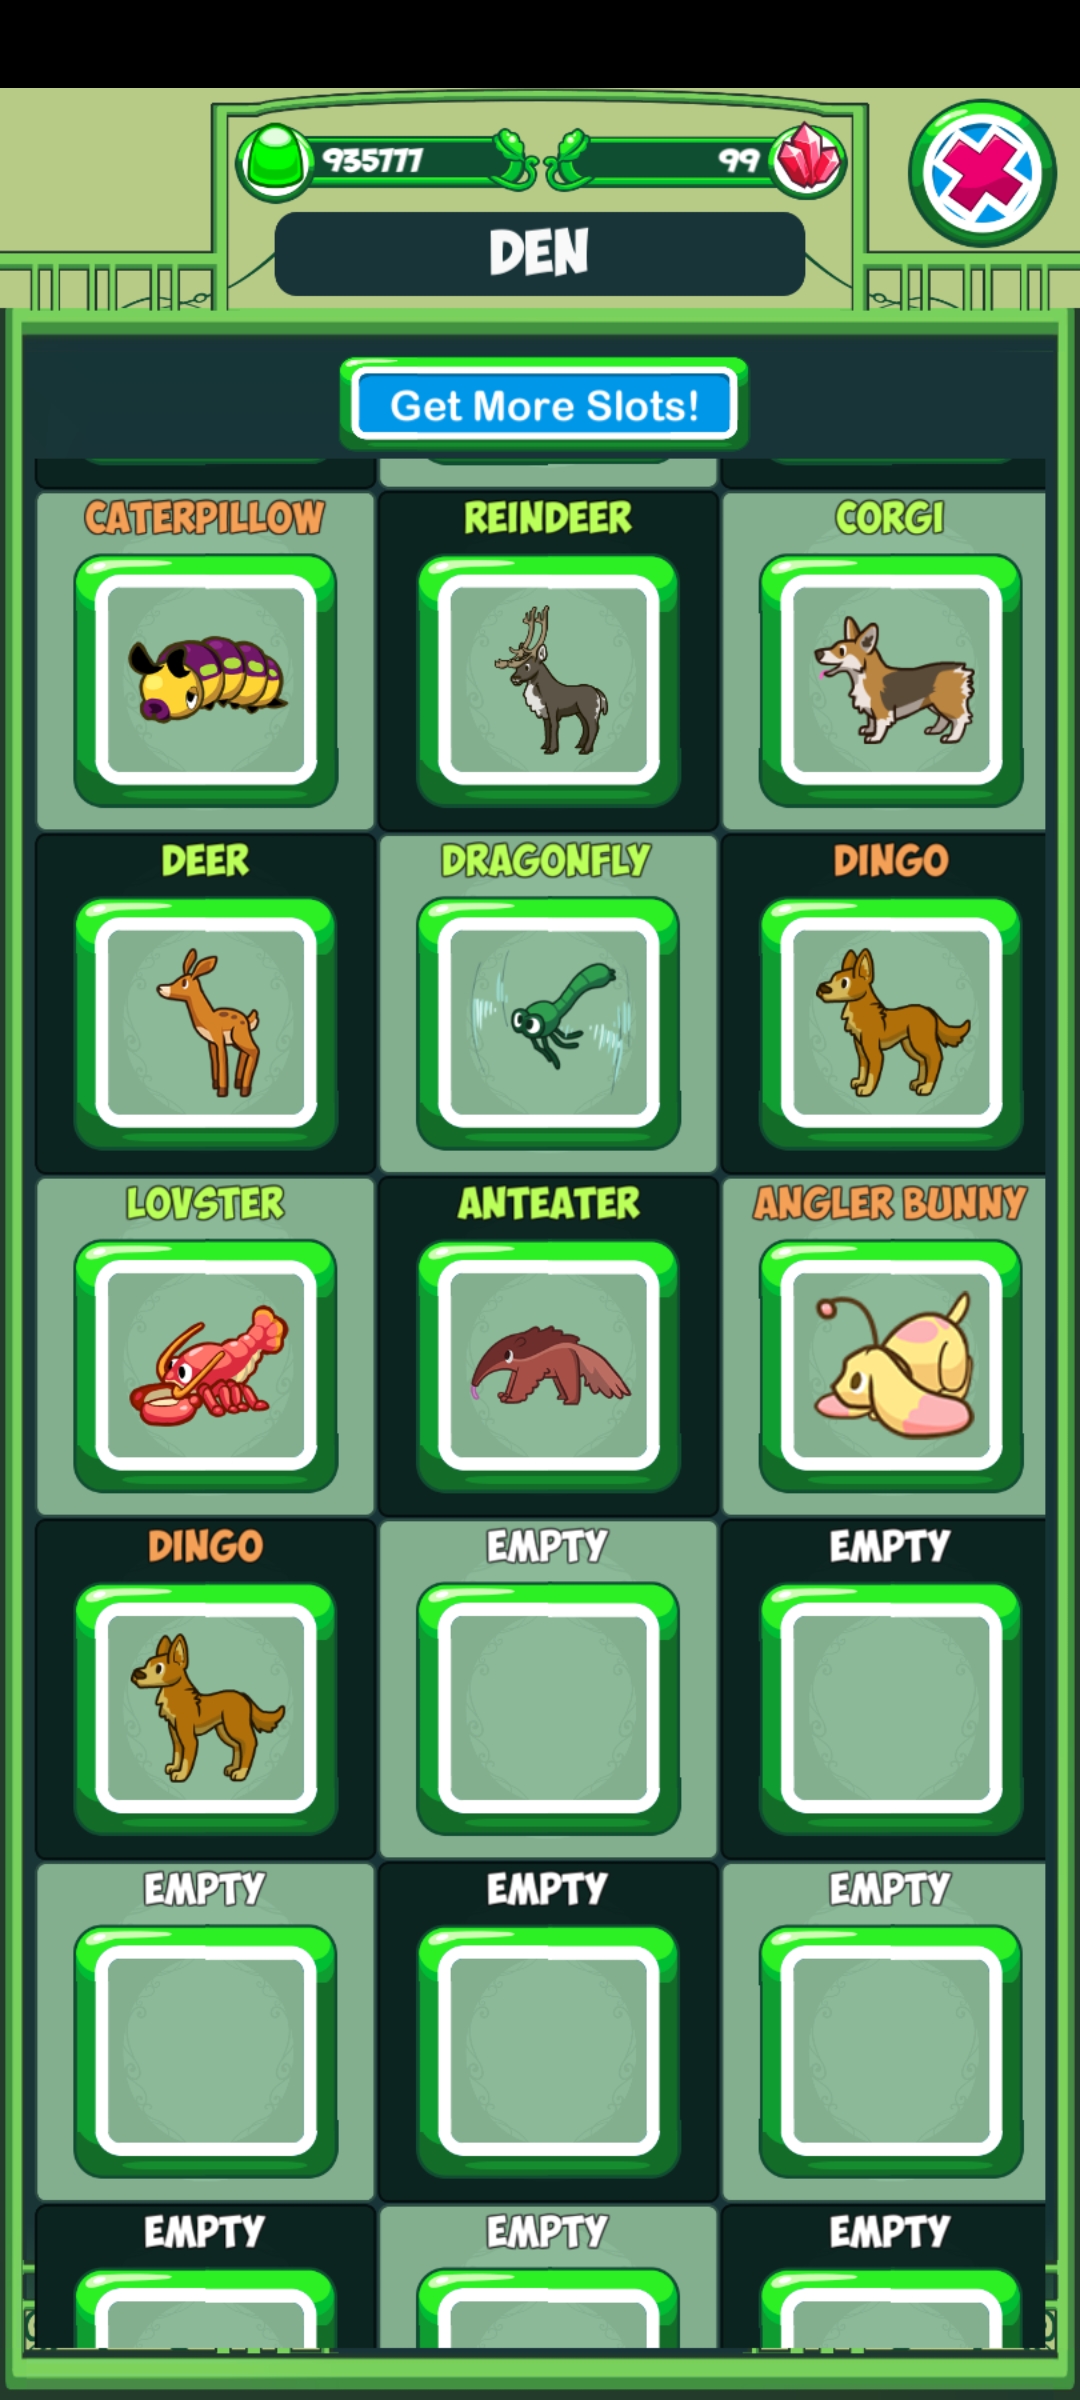 935777
99
DEN
Get More Slots!
CATERPILLOW
REINDEER
CORGI
DEER
DRAGONFLY
DINGO
LOVSTER
ANTEATER
ANGLER BUNNY
DINGO
EMPTY
EMPTY
EMPTY
EMPTY
EMPTY
EMPTY
EMPTY
EMPTY